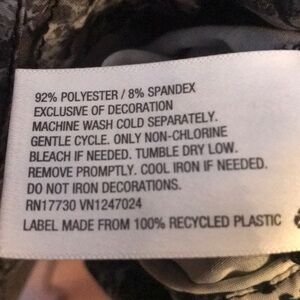 92% POLYESTER / 8% SPANDEX
EXCLUSIVE OF DECORATION
MACHINE WASH COLD SEPARATELY.
GENTLE CYCLE. ONLY NON-CHLORINE
BLEACH IF NEEDED. TUMBLE DRY LOW.
REMOVE PROMPTLY. COOL IRON IF NEEDED.
DO NOT IRON DECORATIONS.
RN17730 VN1247024
LABEL MADE FROM 100% RECYCLED PLASTIC